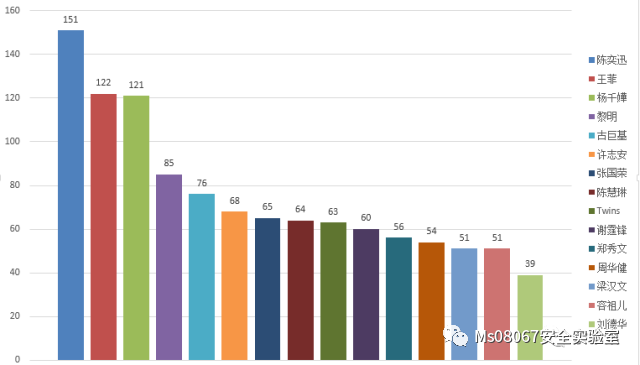 160
140
120
100
80
60
40
20
0
151
122
121
85
76
68
65
64
63
60
56
54
51
51
39
陈奕迅
王菲
杨千嬅
黎明
古巨基
许志安
张国荣
陈慧琳
Twins
谢霆锋
郑秀文
周华健
梁汉文
容祖儿
刘德华
Ms08067安全实验室